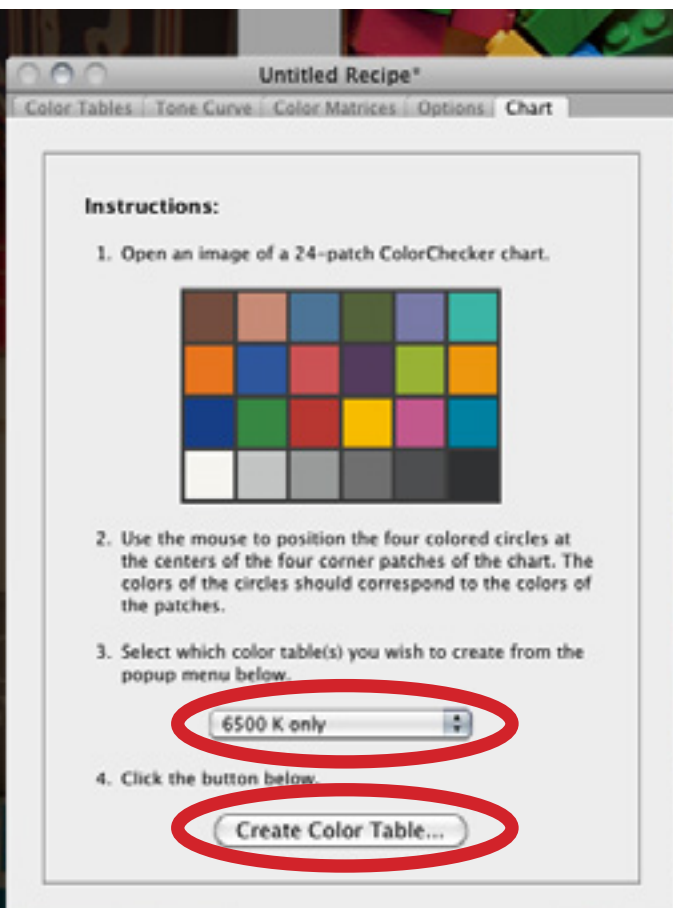 Untitled Recipe*
Color Tables Tone Curve Color Matrices Options Chart
Instructions:
1. Open an image of a 24-patch ColorChecker chart.
2. Use the mouse to position the four colored circles at
the centers of the four corner patches of the chart. The
colors of the circles should correspond to the colors of
the patches.
3. Select which color table(s) you wish to create from the
popup menu below.
6500 K only
4. Click the button below.
Create Color Table...